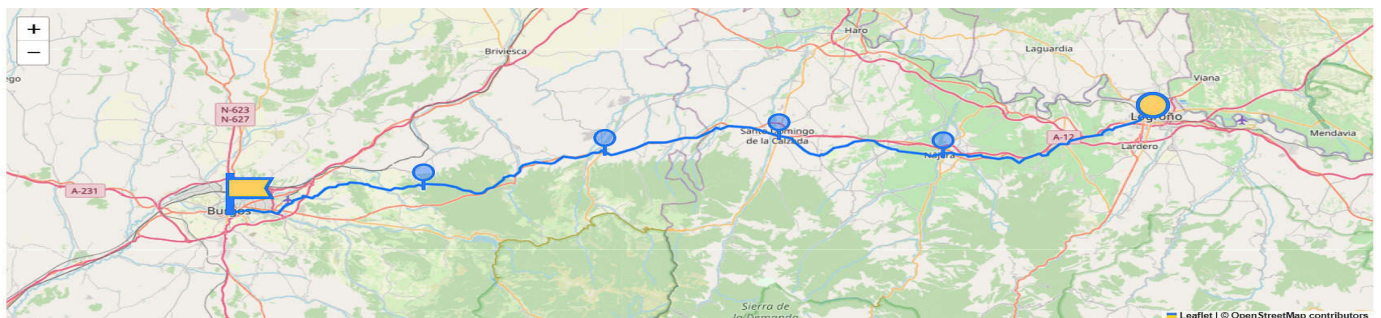 +
−
ego
Briviesca
Haro
Laguardia
Viana
N-623
N-627
Logroño
Santo Domingo
de la Calzada
A-12
Mendavia
Lardero
Nájera
A-231
Burgos
Sierra de
la Demanda
Leaflet | © OpenStreetMap contributors